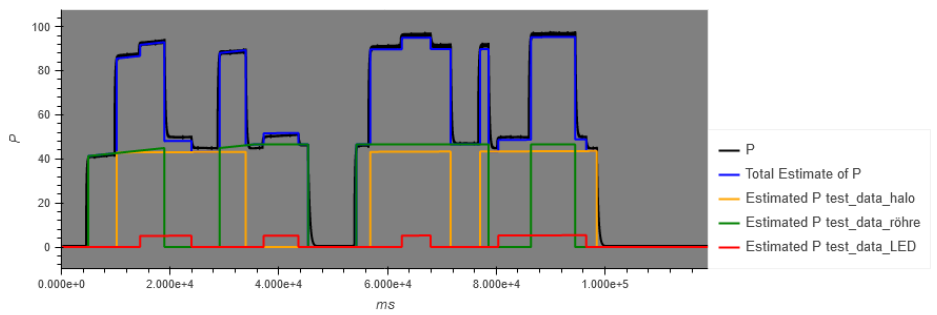 100
80
60
40
20
0
P
0.000e+0
2.000e+4
4.000e+4
6.000e+4
8.000e+4
1.000e+5
ms
P
Total Estimate of P
Estimated P test_data_halo
Estimated P test_data_röhre
Estimated P test_data_LED